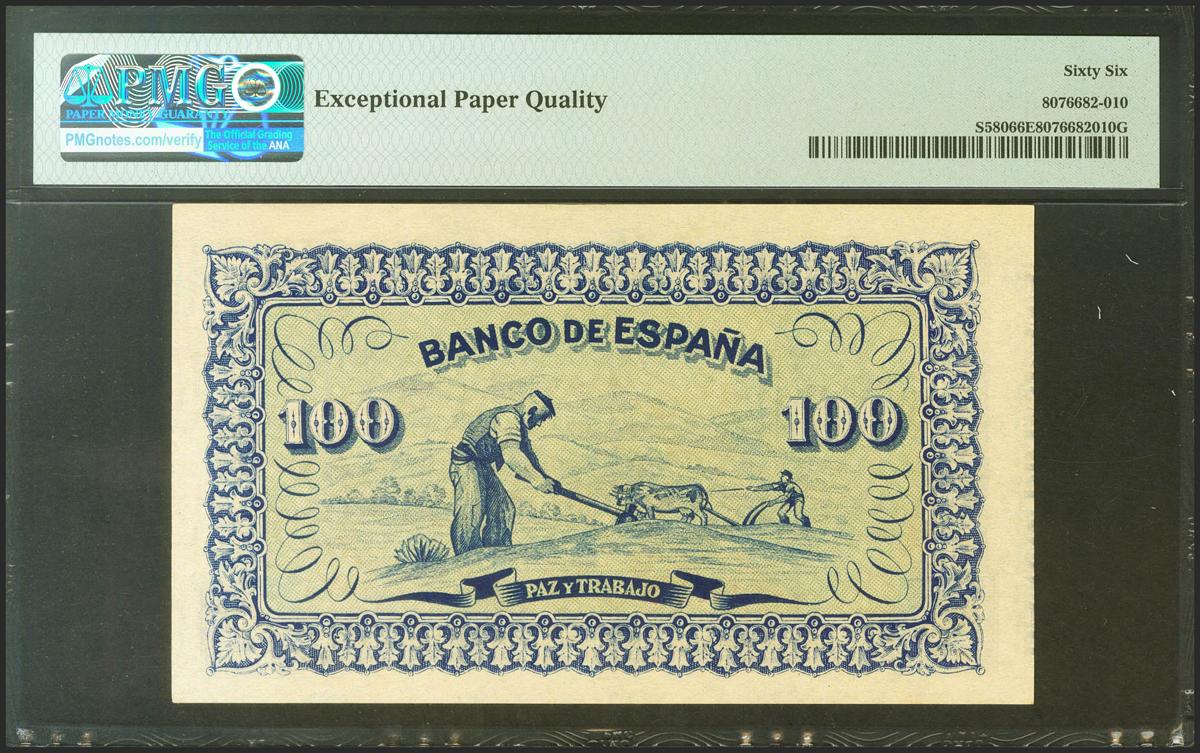 PMG
PAPER MONEY GUARANTY
PMGnotes.com/verify
The Official Grading
Service of the ANA
Exceptional Paper Quality
Sixty Six
8076682-010
S58066E8076682010G
BANCO DE ESPAÑA
100
100
PAZ Y TRABAJO